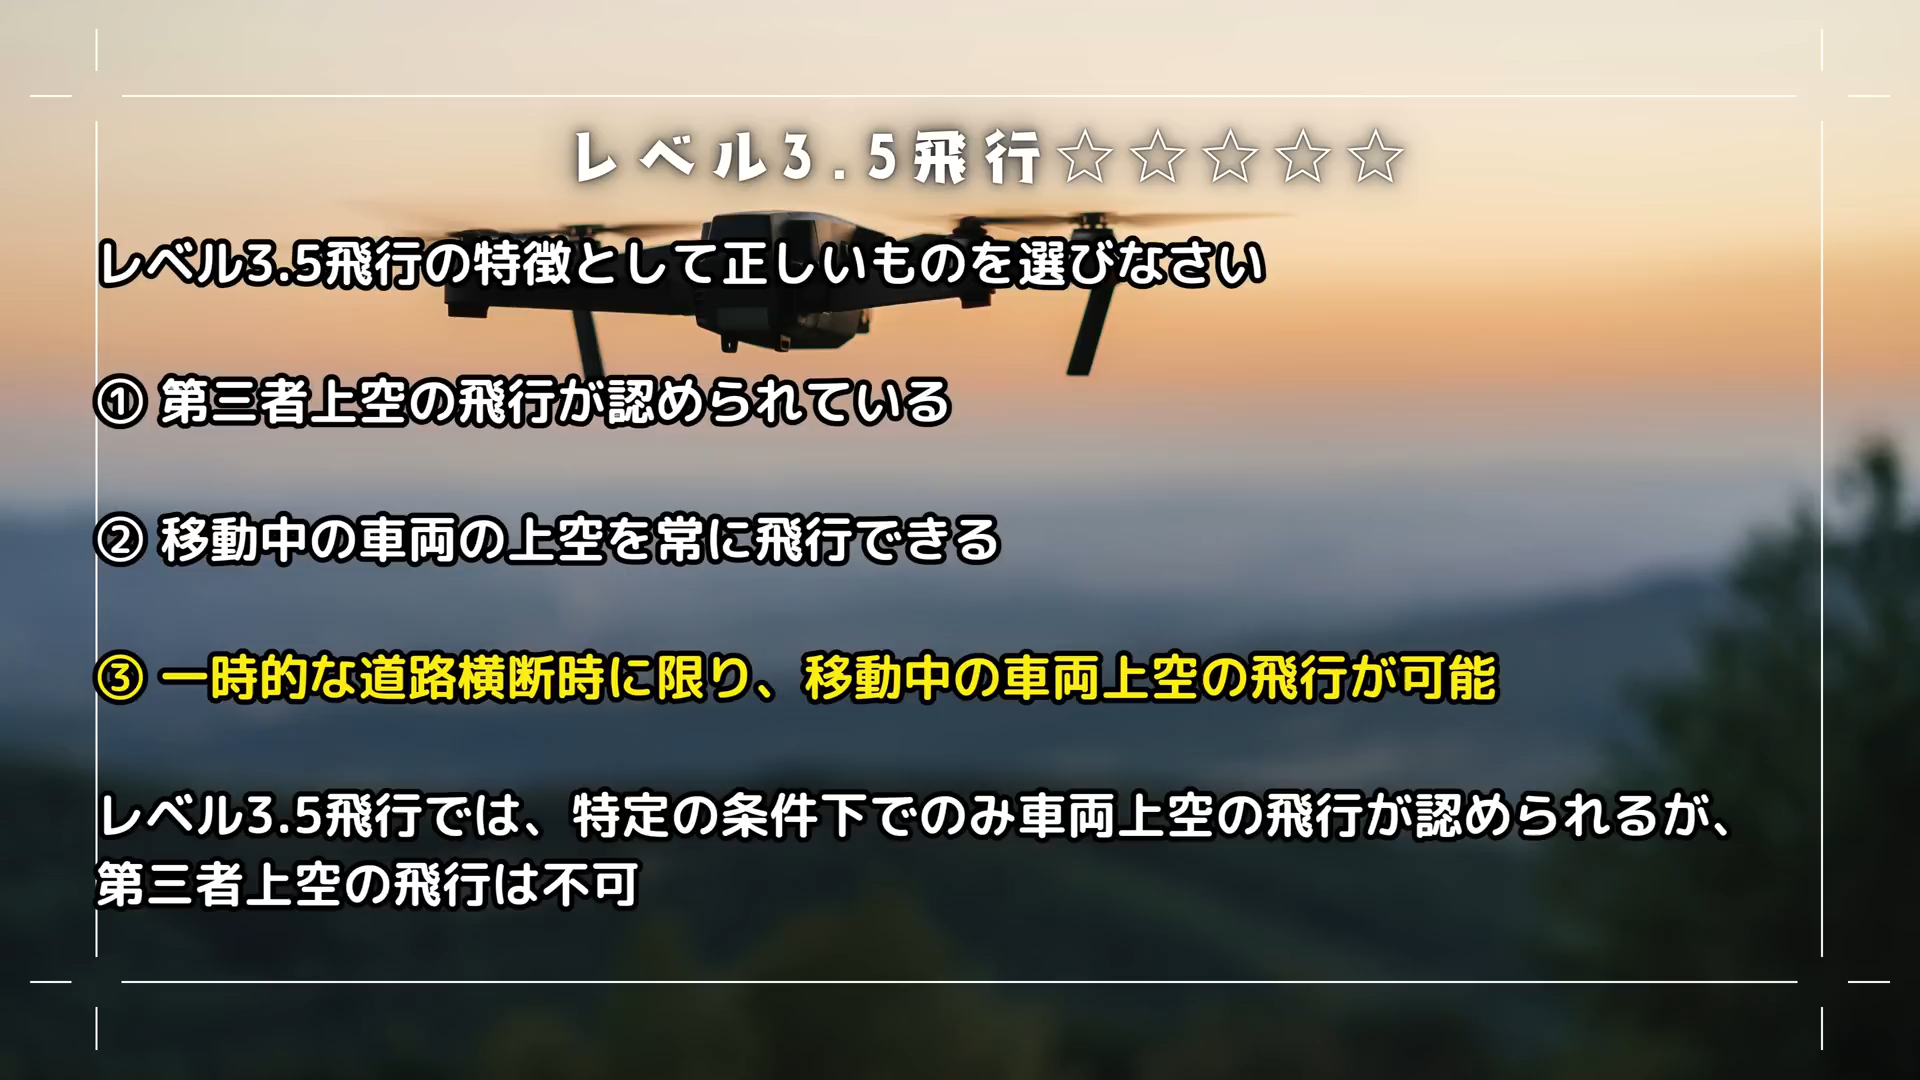 レベル3.5飛行☆☆☆☆☆
レベル3.5飛行の特徴として正しいものを選びなさい
① 第三者上空の飛行が認められている
② 移動中の車両の上空を常に飛行できる
③ 一時的な道路横断時に限り、移動中の車両上空の飛行が可能
レベル3.5飛行では、特定の条件下でのみ車両上空の飛行が認められるが、
第三者上空の飛行は不可